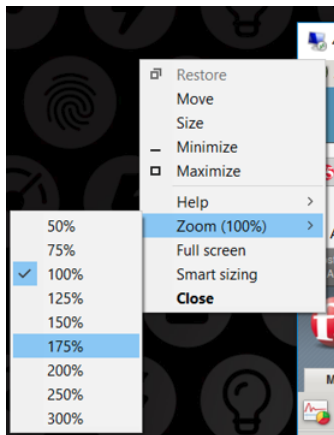 Restore
Move
Size
Minimize
Maximize
Help
Zoom (100%)
Full screen
Smart sizing
Close
50%
75%
100%
125%
150%
175%
200%
250%
300%